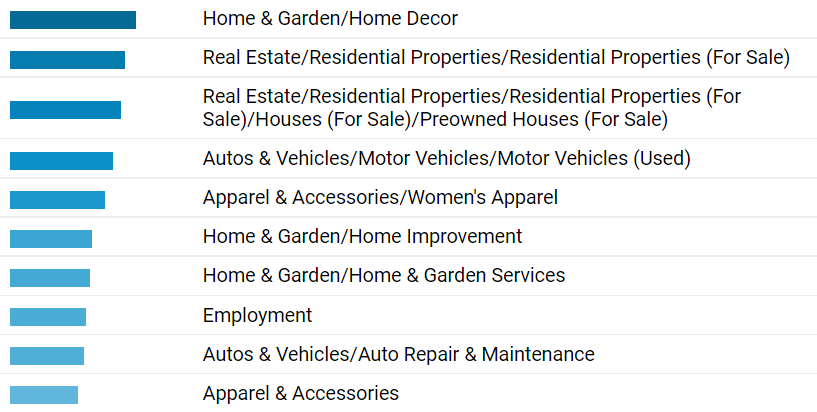 Home & Garden/Home Decor
Real Estate/Residential Properties/Residential Properties (For Sale)
Real Estate/Residential Properties/Residential Properties (For
Sale)/Houses (For Sale)/Preowned Houses (For Sale)
Autos & Vehicles/Motor Vehicles/Motor Vehicles (Used)
Apparel & Accessories/Women's Apparel
Home & Garden/Home Improvement
Home & Garden/Home & Garden Services
Employment
Autos & Vehicles/Auto Repair & Maintenance
Apparel & Accessories